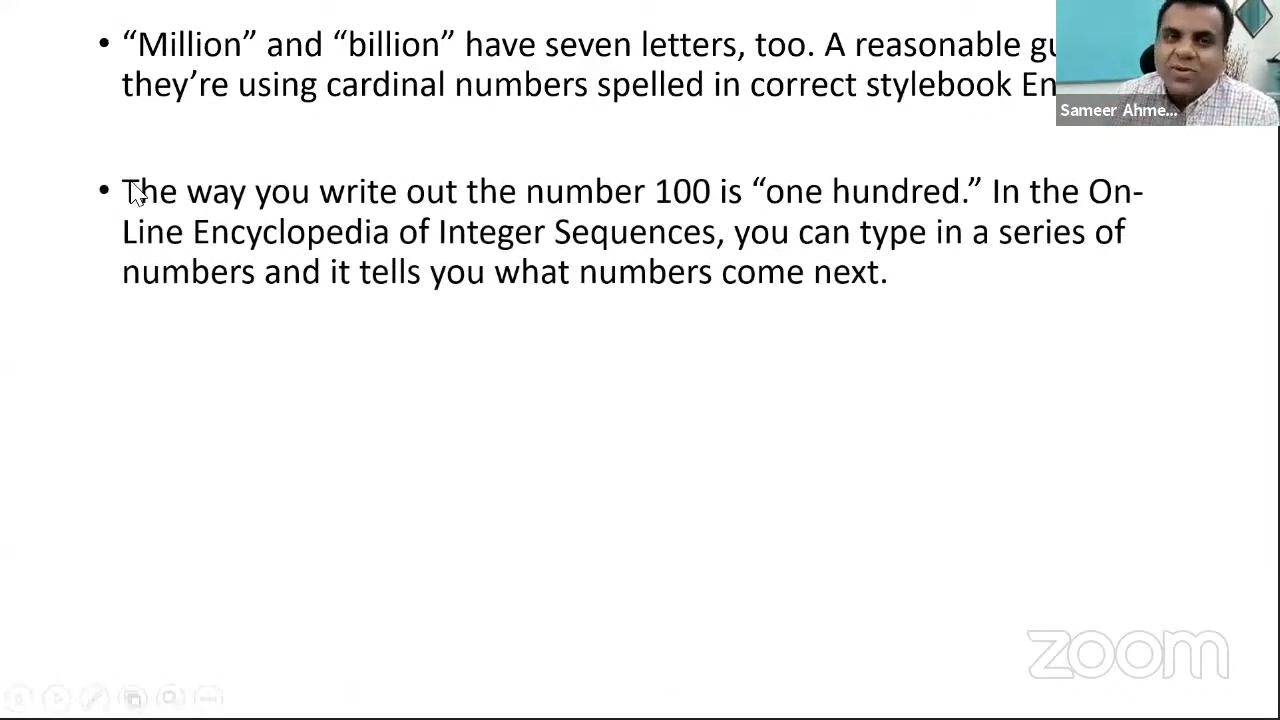 • “Million” and “billion” have seven letters, too. A reasonable
they’re using cardinal numbers spelled in correct stylebook
Sameer Ahme...
• The way you write out the number 100 is “one hundred.” In the On-
Line Encyclopedia of Integer Sequences, you can type in a series of
numbers and it tells you what numbers come next.
zoom